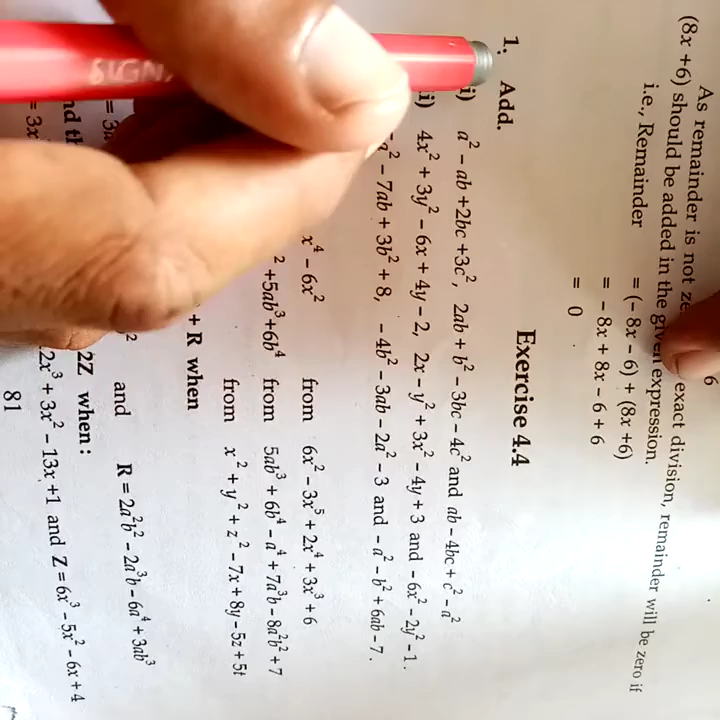 6
As remainder is not exact division, remainder will be zero if
(8x + 6) should be added in the given expression.
i.e., Remainder = (- 8x - 6) + (8x + 6)
= - 8x + 8x - 6 + 6
= 0
Exercise 4.4
1. Add.
i) a² - ab + 2bc + 3c², 2ab + b² - 3bc - 4c² and ab - 4bc + c² - a²
i) 4x² + 3y² - 6x + 4y - 2, 2x - y² + 3x² - 4y + 3 and - 6x² - 2y² - 1.
a² - 7ab + 3b² + 8, - 4b² - 3ab - 2a² - 3 and - a² - b² + 6ab - 7.
x⁴ - 6x² from 6x² - 3x⁵ + 2x⁴ + 3x³ + 6
² + 5ab³ + 6b⁴ from 5ab³ + 6b⁴ - a⁴ + 7a³b - 8a²b² + 7
from x² + y² + z² - 7x + 8y - 5z + 5t
+ R when
² and R = 2a²b² - 2a³b - 6a⁴ + 3ab³
2Z when :
= 3x 2x³ + 3x² - 13x + 1 and Z = 6x³ - 5x² - 6x + 4
81
SIGN